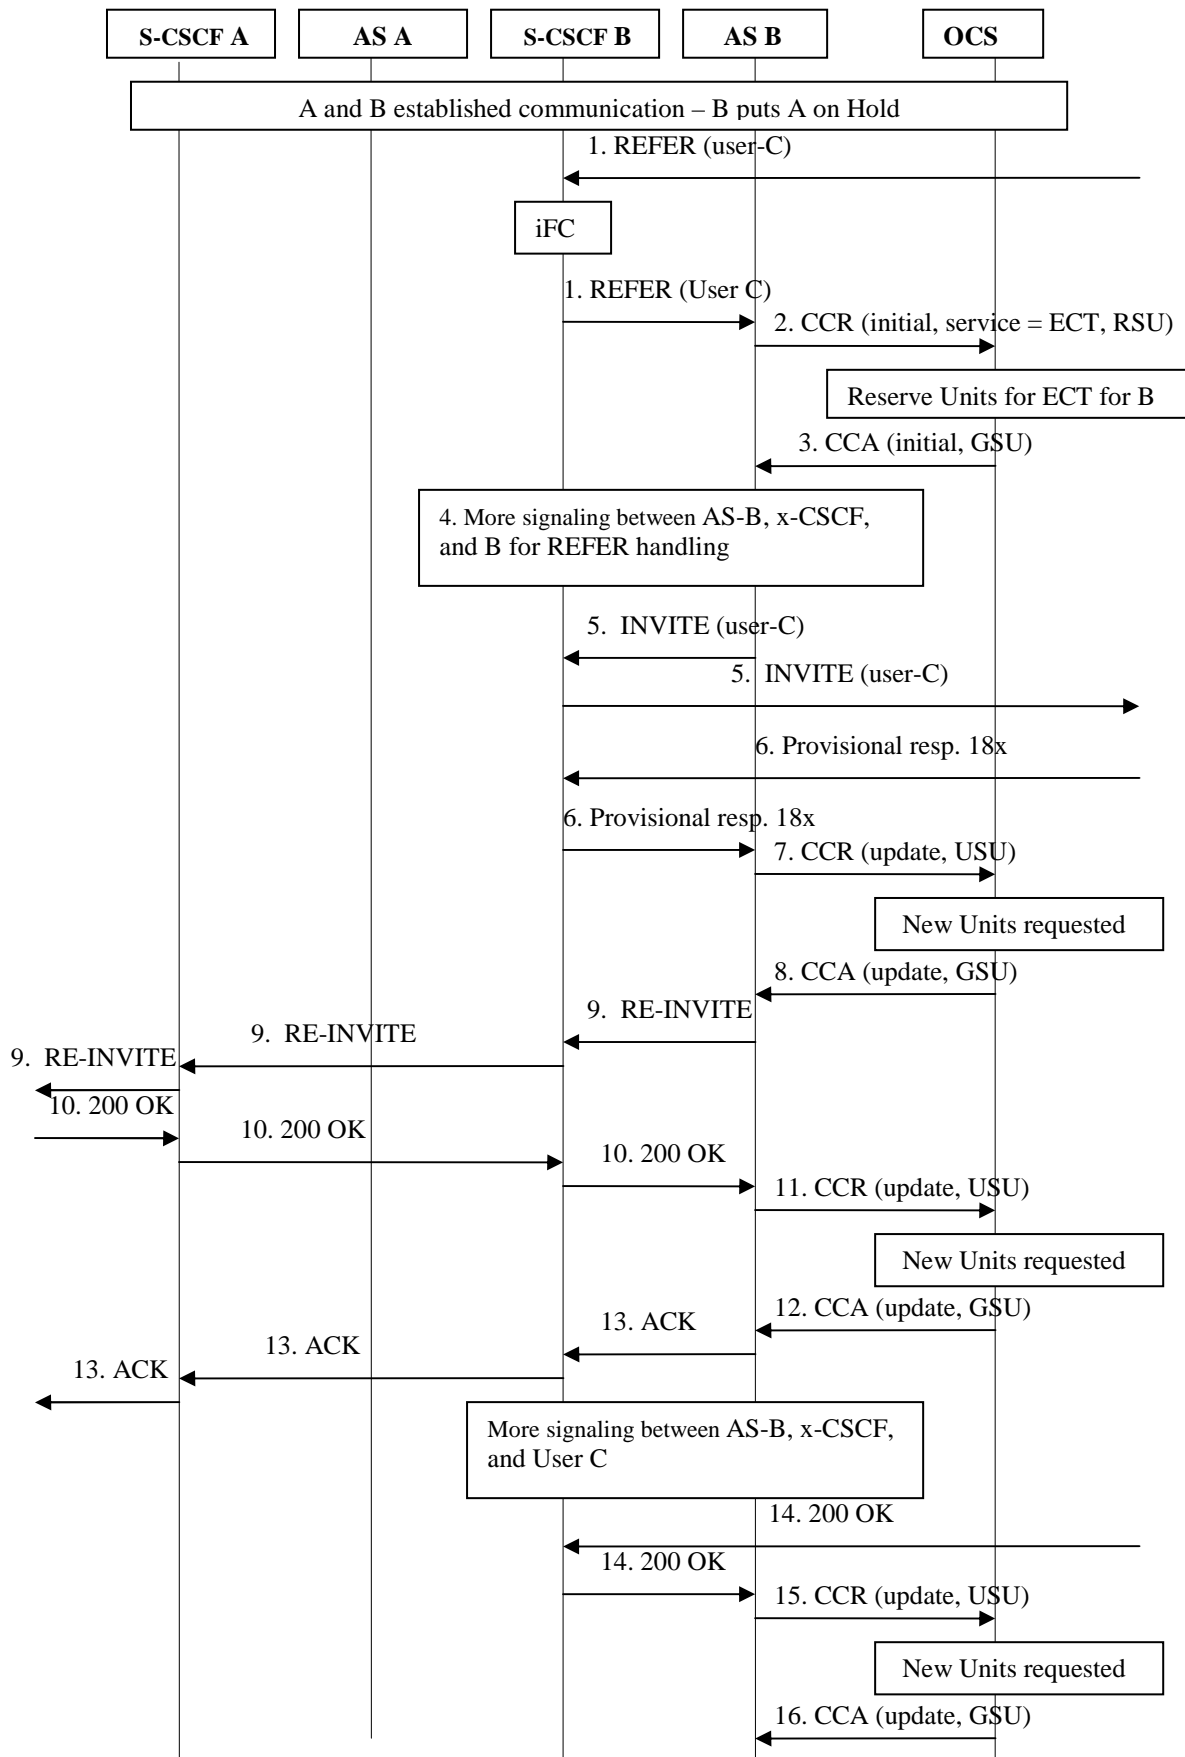 S-CSCF A
AS A
S-CSCF B
AS B
OCS
A and B established communication – B puts A on Hold
1. REFER (user-C)
iFC
1. REFER (User C)
2. CCR (initial, service = ECT, RSU)
Reserve Units for ECT for B
3. CCA (initial, GSU)
4. More signaling between AS-B, x-CSCF,
and B for REFER handling
5. INVITE (user-C)
5. INVITE (user-C)
6. Provisional resp. 18x
6. Provisional resp. 18x
7. CCR (update, USU)
New Units requested
8. CCA (update, GSU)
9. RE-INVITE
9. RE-INVITE
9. RE-INVITE
10. 200 OK
10. 200 OK
10. 200 OK
11. CCR (update, USU)
New Units requested
12. CCA (update, GSU)
13. ACK
13. ACK
13. ACK
More signaling between AS-B, x-CSCF,
and User C
14. 200 OK
14. 200 OK
15. CCR (update, USU)
New Units requested
16. CCA (update, GSU)